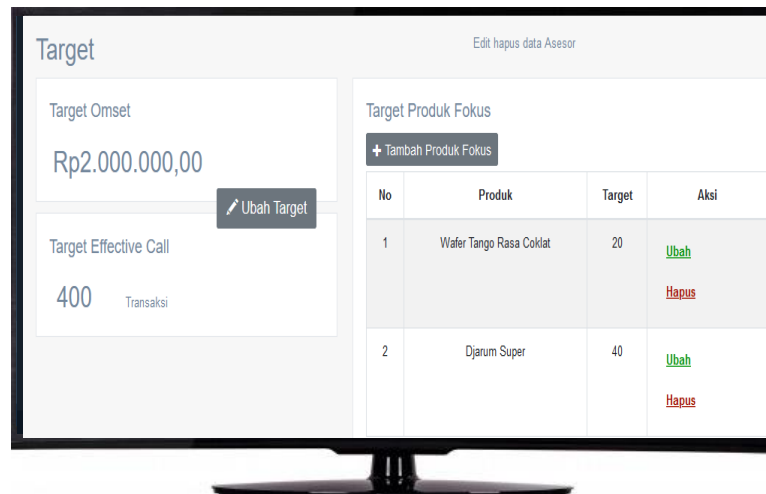 Target
Edit hapus data Asesor
Target Omset
Rp2.000.000,00
Ubah Target
Target Effective Call
400 Transaksi
Target Produk Fokus
+ Tambah Produk Fokus
No Produk Target Aksi
1 Wafer Tango Rasa Coklat 20 Ubah
Hapus
2 Djarum Super 40 Ubah
Hapus